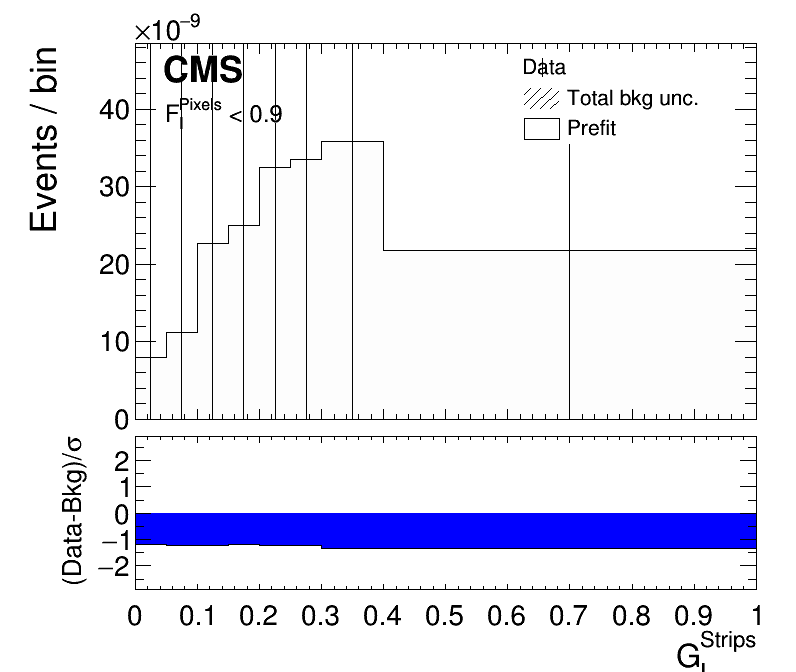 ×10⁻⁹
CMS
F_i^Pixels < 0.9
Data
Total bkg unc.
Prefit
Events / bin
40
30
20
10
0
(Data-Bkg)/σ
2
1
0
−1
−2
0 0.1 0.2 0.3 0.4 0.5 0.6 0.7 0.8 0.9 1
G^Strips